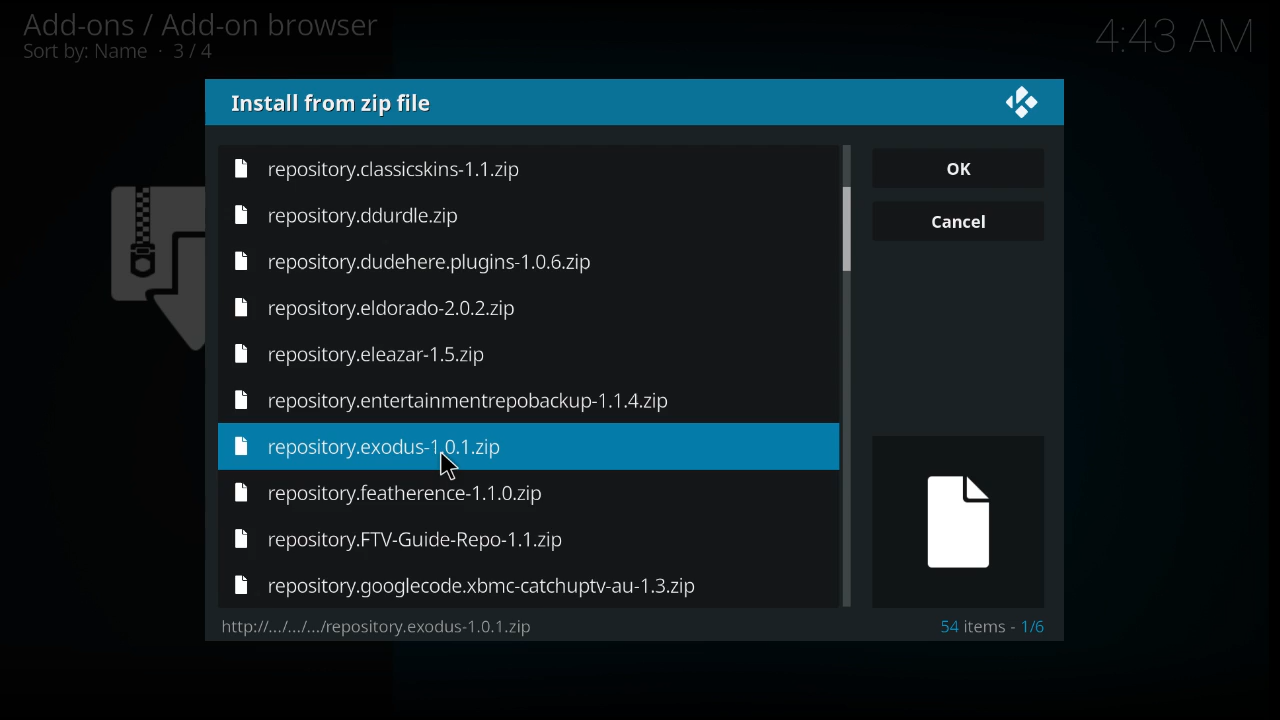 Add-ons / Add-on browser
Sort by: Name · 3 / 4
4:43 AM
Install from zip file
repository.classicskins-1.1.zip
repository.ddurdle.zip
repository.dudehere.plugins-1.0.6.zip
repository.eldorado-2.0.2.zip
repository.eleazar-1.5.zip
repository.entertainmentrepobackup-1.1.4.zip
repository.exodus-1.0.1.zip
repository.featherence-1.1.0.zip
repository.FTV-Guide-Repo-1.1.zip
repository.googlecode.xbmc-catchuptv-au-1.3.zip
OK
Cancel
http://.../.../.../repository.exodus-1.0.1.zip
54 items - 1/6